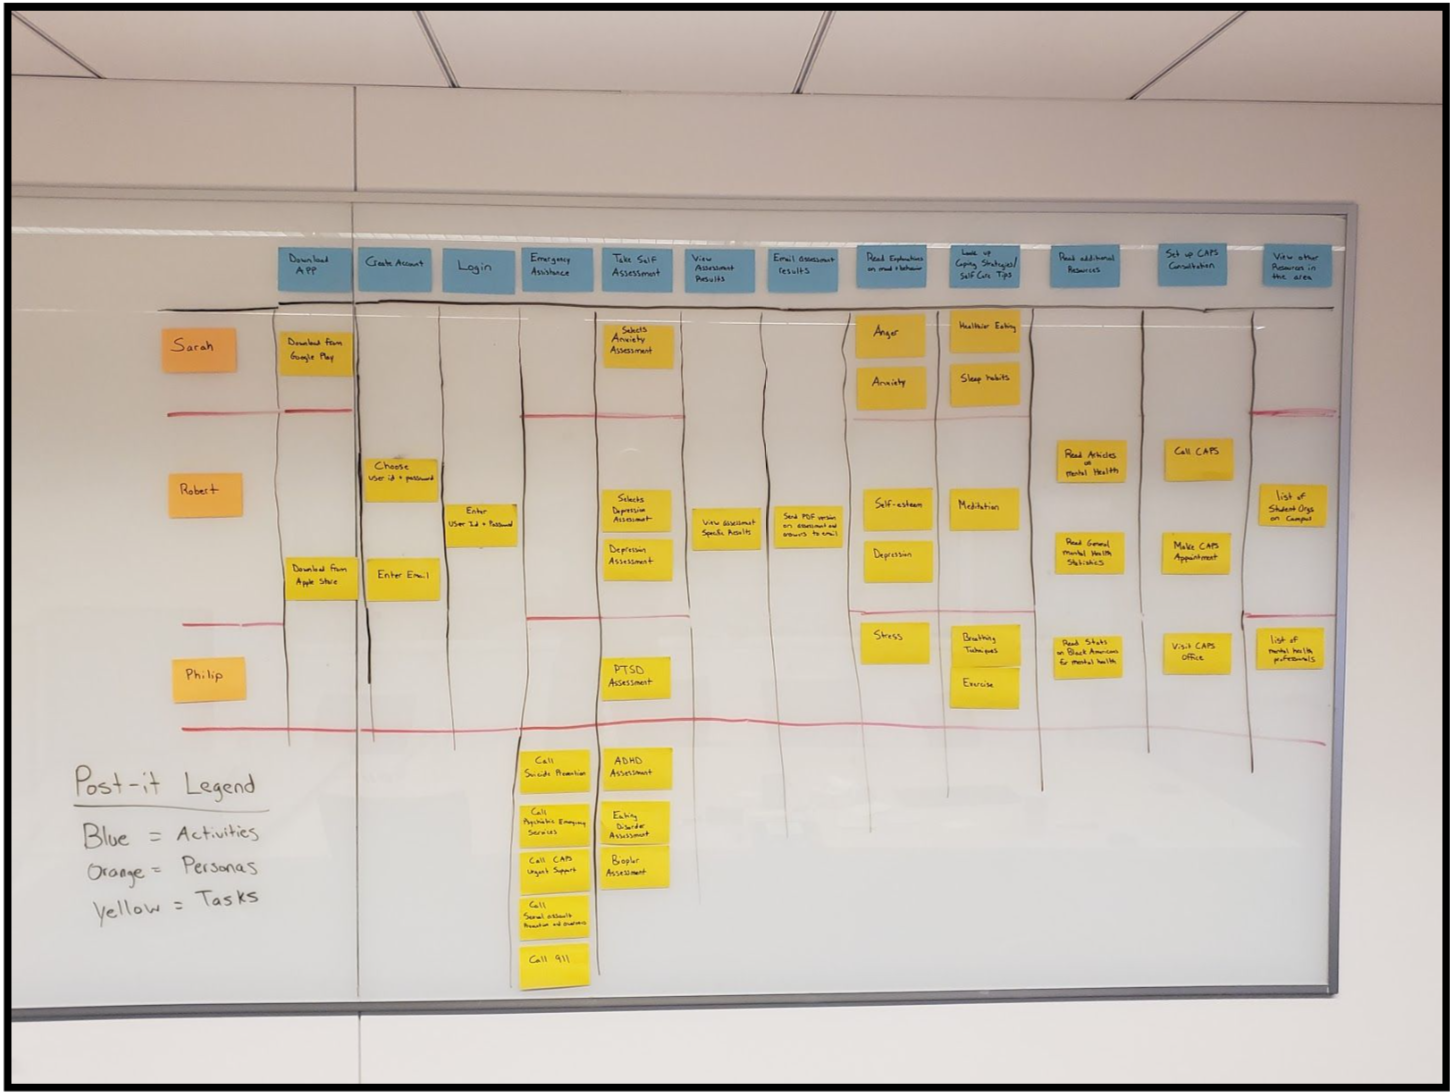 Download
APP
Create Account
Login
Emergency
Assistance
Take Self
Assessment
View
Assessment
Results
Email assessment
results
Read Explanations
on mood + behavior
Look up
Coping Strategies/
Self Care Tips
Read additional
Resources
Set up CAPS
Consultation
View other
Resources in
the area
Sarah
Download from
Google Play
Selects
Anxiety
Assessment
Anger
Anxiety
Healthier Eating
Sleep habits
Robert
Choose
user id + password
Enter
User Id + Password
Download from
Apple Store
Enter Email
Selects
Depression
Assessment
Depression
Assessment
View assessment
Specific Results
Send PDF version
on assessment and
answers to email
Self-esteem
Depression
Meditation
Read Articles
on
mental Health
Read General
mental Health
Statistics
Call CAPS
Make CAPS
Appointment
list of
Student Orgs
on Campus
Philip
PTSD
Assessment
Stress
Breathing
Techniques
Exercise
Read Stats
on Black Americans
for mental health
Visit CAPS
Office
list of
mental health
professionals
Call
Suicide Prevention
Call
Psychiatric Emergency
Services
Call CAPS
Urgent Support
Call
Sexual assault
Prevention and
Call 911
ADHD
Assessment
Eating
Disorder
Assessment
Bioplar
Assessment
Post-it Legend
Blue = Activities
Orange = Personas
Yellow = Tasks